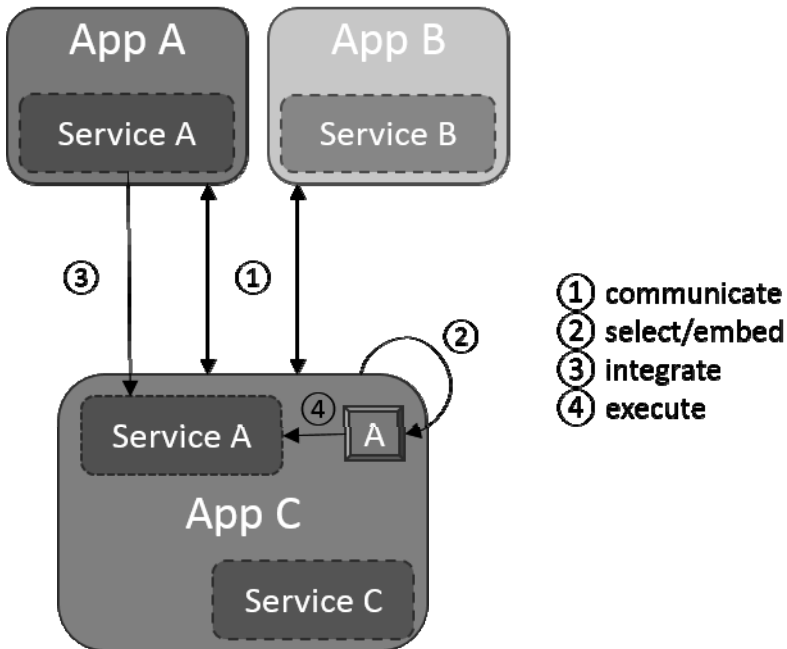 App A
App B
Service A
Service B
3
1
2
1 communicate
2 select/embed
3 integrate
4 execute
4
Service A
A
App C
Service C